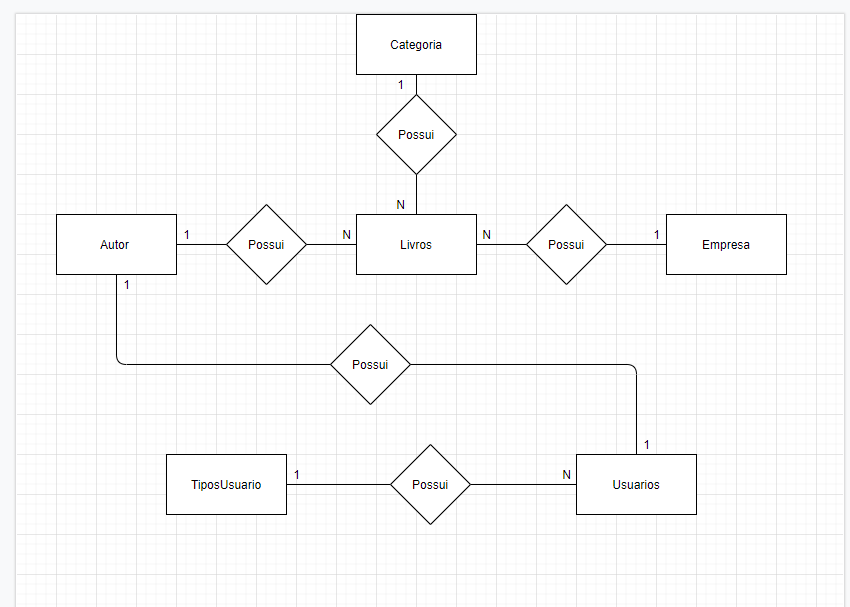 Categoria
1
Possui
N
Autor
1
Possui
N
Livros
N
Possui
1
Empresa
1
Possui
1
TiposUsuario
1
Possui
N
Usuarios